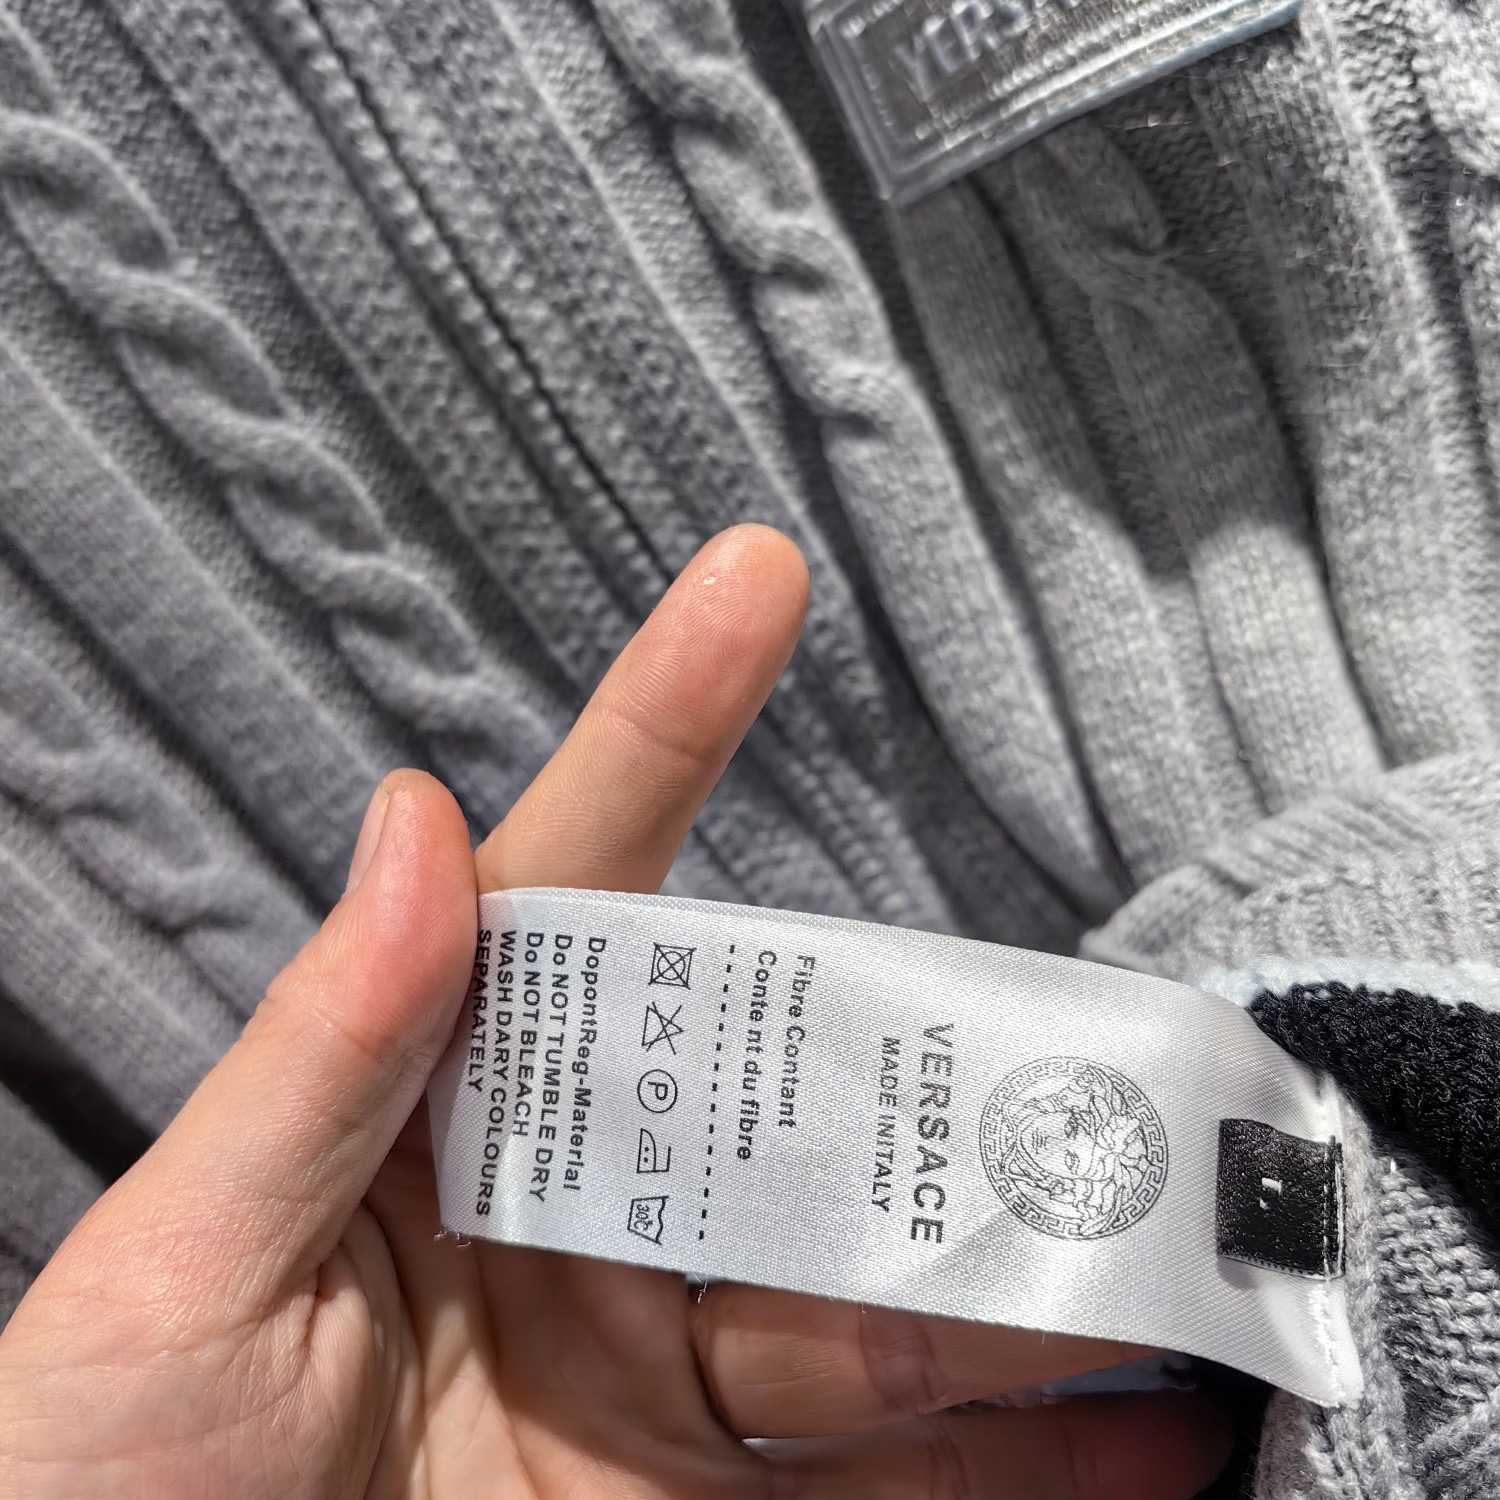 L
VERSACE
MADE INITALY
Fibre Contant
Conte nt du fibre
P
30℃
DopontReg-Material
Do NOT TUMBLE DRY
Do NOT BLEACH
WASH DARY COLOURS
SEPARATELY